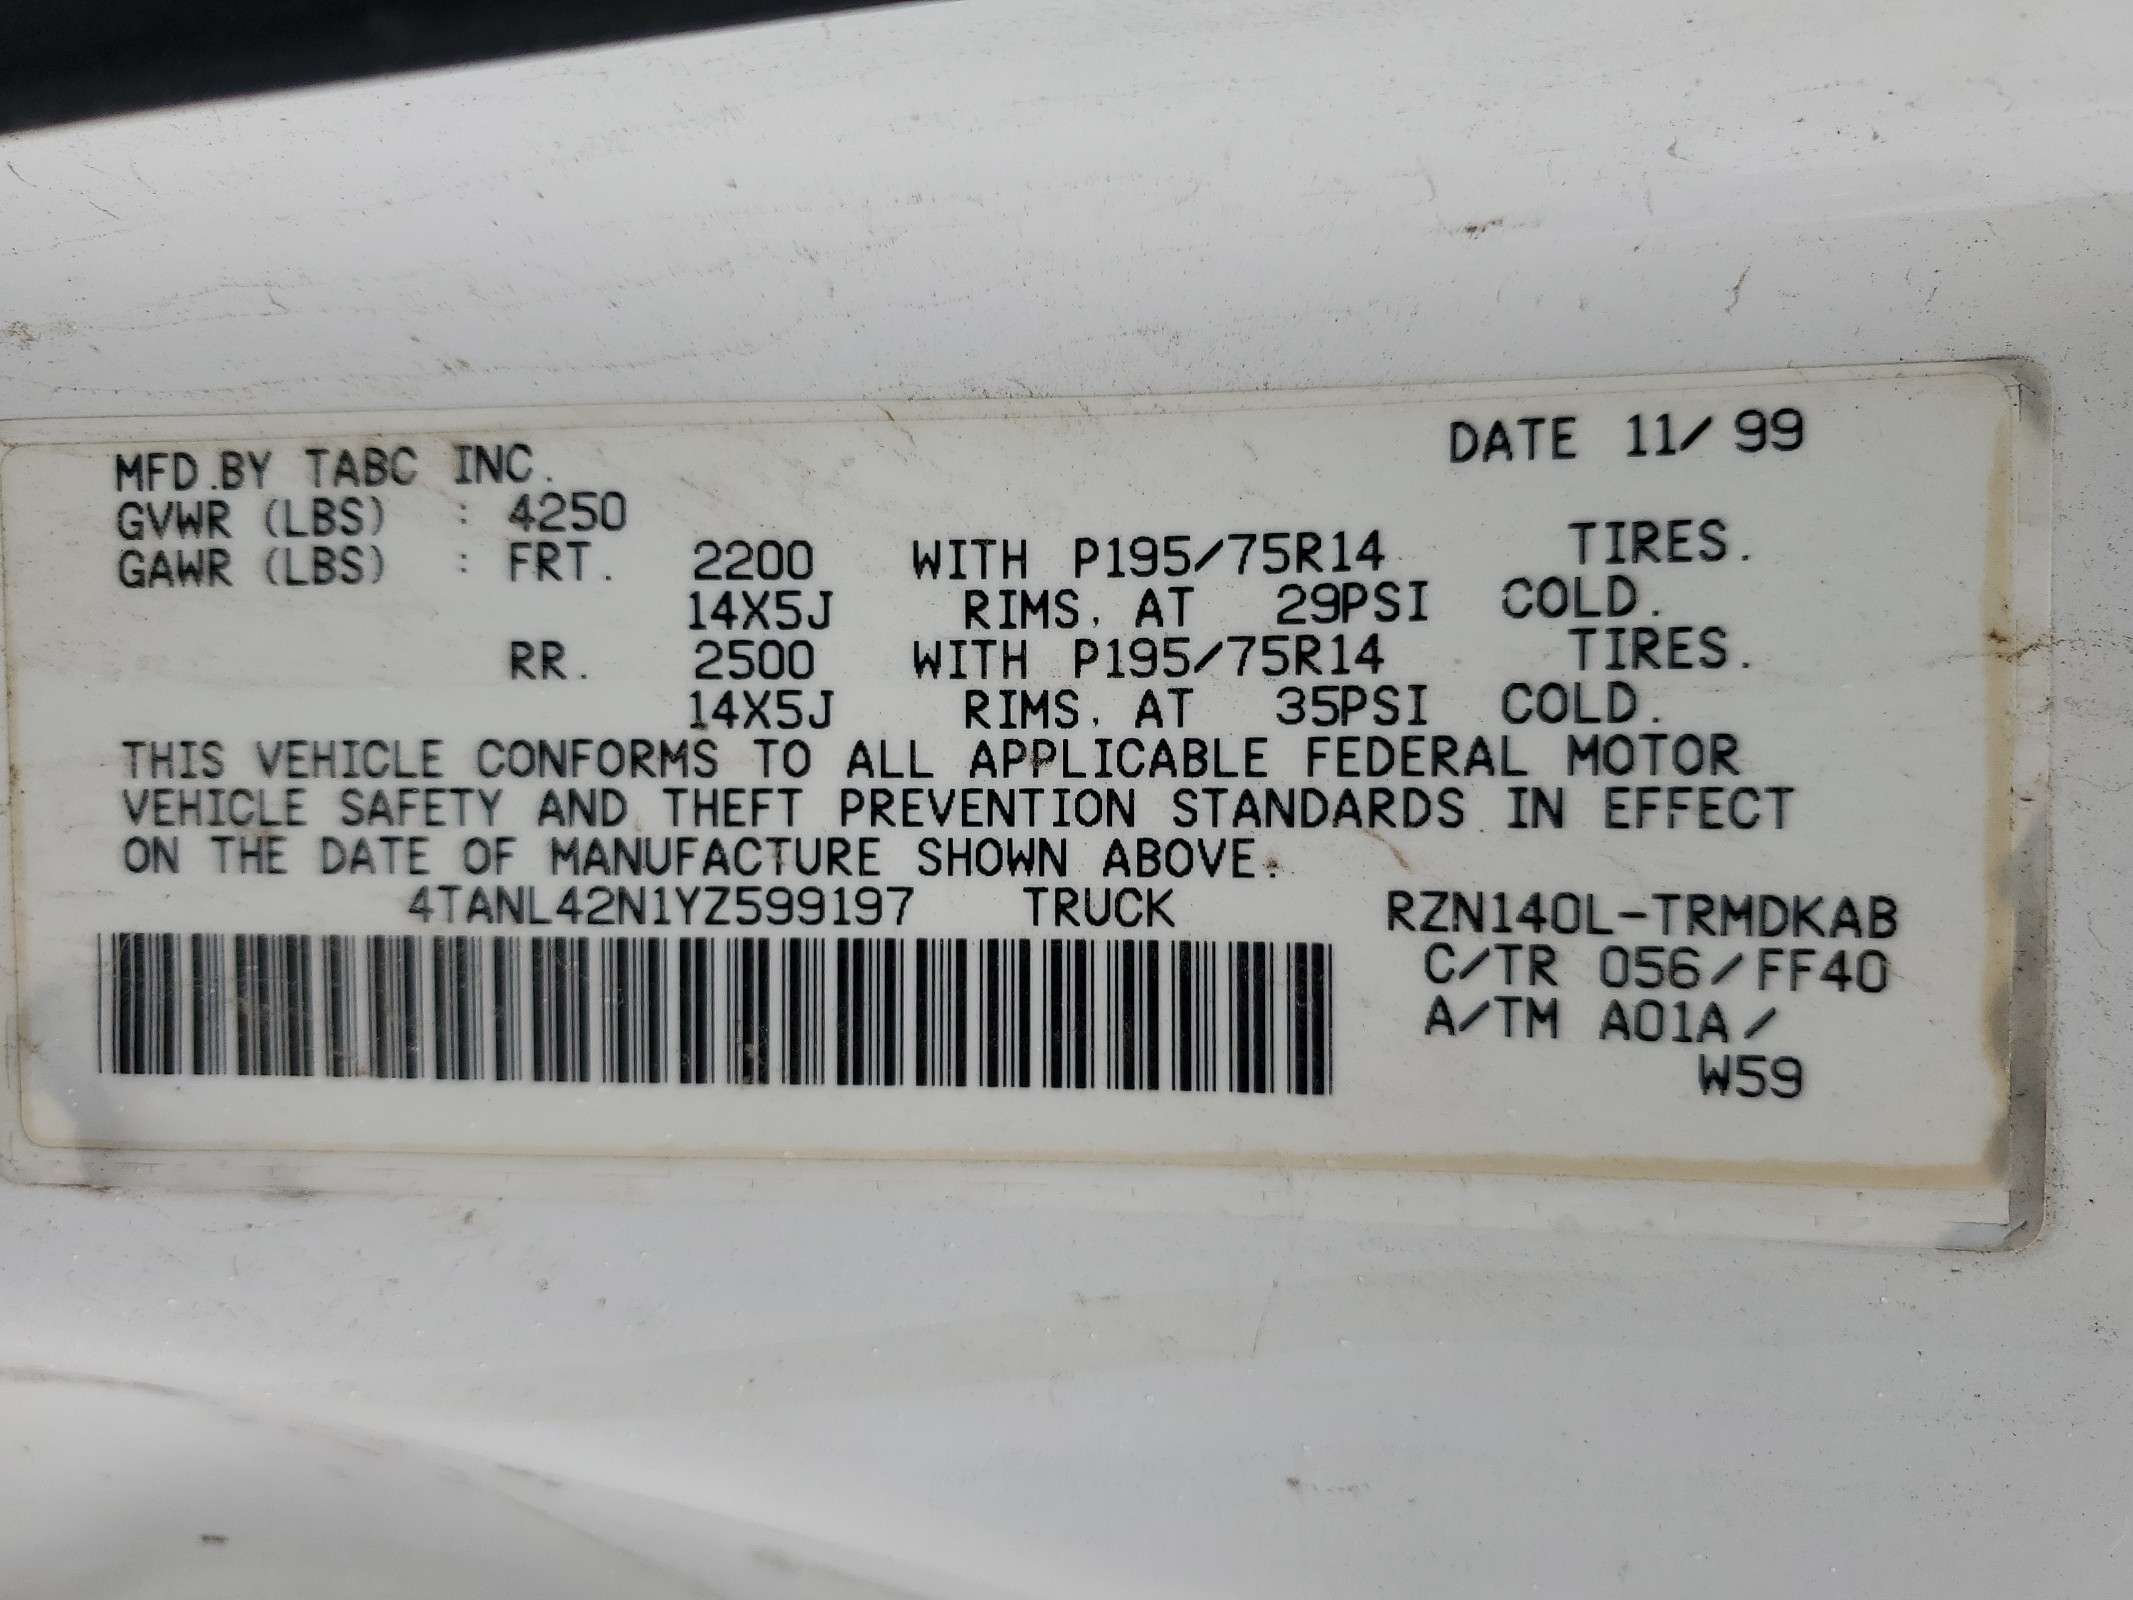 DATE 11/ 99
MFD.BY TABC INC.
GVWR (LBS) : 4250
GAWR (LBS) : FRT. 2200 WITH P195/75R14 TIRES.
14X5J RIMS, AT 29PSI COLD.
RR. 2500 WITH P195/75R14 TIRES.
14X5J RIMS, AT 35PSI COLD.
THIS VEHICLE CONFORMS TO ALL APPLICABLE FEDERAL MOTOR
VEHICLE SAFETY AND THEFT PREVENTION STANDARDS IN EFFECT
ON THE DATE OF MANUFACTURE SHOWN ABOVE.
4TANL42N1YZ599197 TRUCK RZN140L-TRMDKAB
C/TR 056/FF40
A/TM A01A/
W59